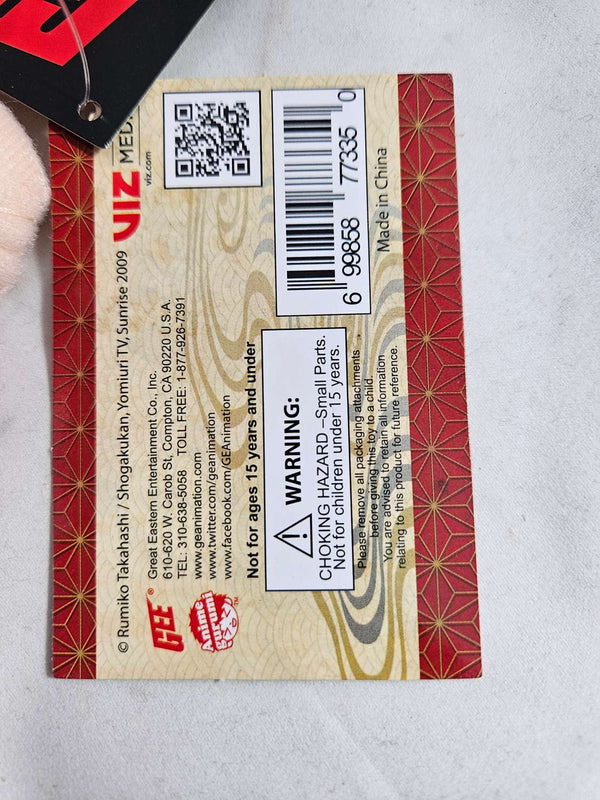 © Rumiko Takahashi / Shogakukan, Yomiuri TV, Sunrise 2009
VIZ
viz.com
GEE®
Great Eastern Entertainment Co., Inc.
610-620 W. Carob St, Compton, CA 90220 U.S.A.
TEL: 310-638-5058 TOLL FREE: 1-877-926-7391
www.geanimation.com
www.twitter.com/geanimation
www.facebook.com/GEAnimation
Anime
gurumi
TM
Not for ages 15 years and under
WARNING:
CHOKING HAZARD –Small Parts.
Not for children under 15 years.
Please remove all packaging attachments
before giving this toy to a child.
You are advised to retain all information
relating to this product for future reference.
6 99858 77335 0
Made in China